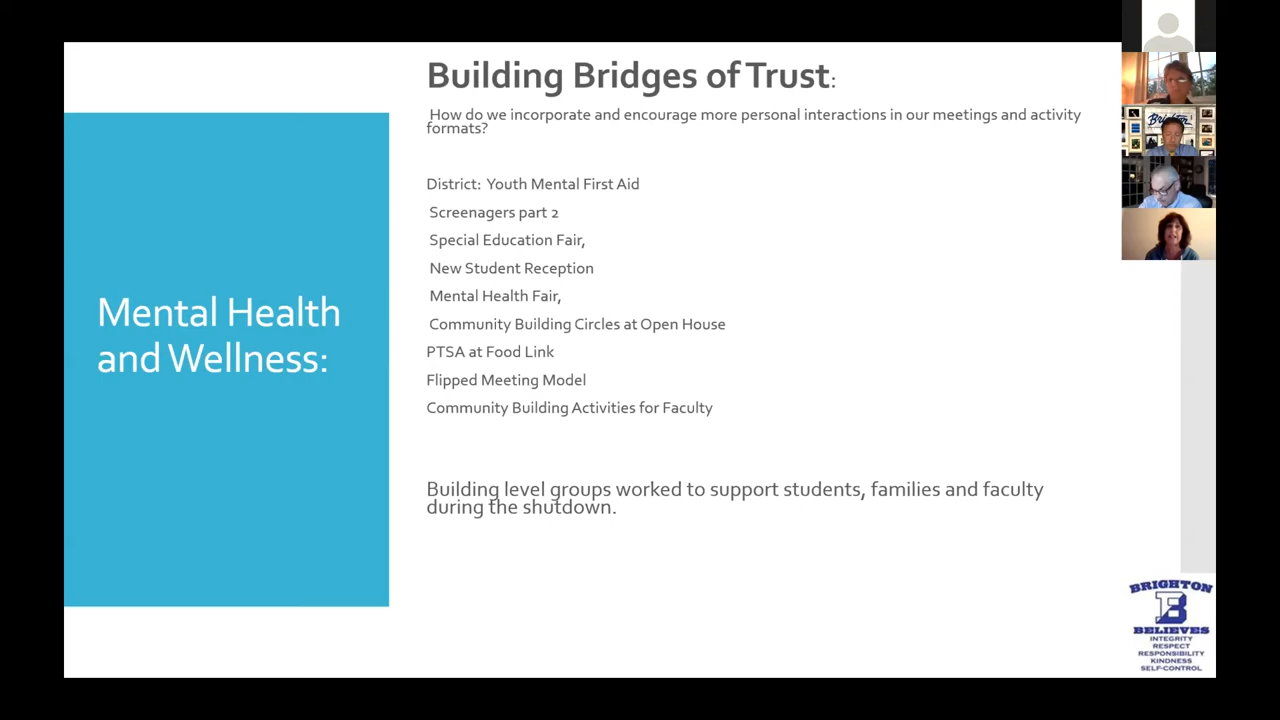 Building Bridges of Trust:
How do we incorporate and encourage more personal interactions in our meetings and activity
formats?
District: Youth Mental First Aid
Screenagers part 2
Special Education Fair,
New Student Reception
Mental Health Fair,
Community Building Circles at Open House
PTSA at Food Link
Flipped Meeting Model
Community Building Activities for Faculty
Building level groups worked to support students, families and faculty
during the shutdown.
Mental Health
and Wellness:
Brighton
BRIGHTON
B
BELIEVES
INTEGRITY
RESPECT
RESPONSIBILITY
KINDNESS
SELF-CONTROL